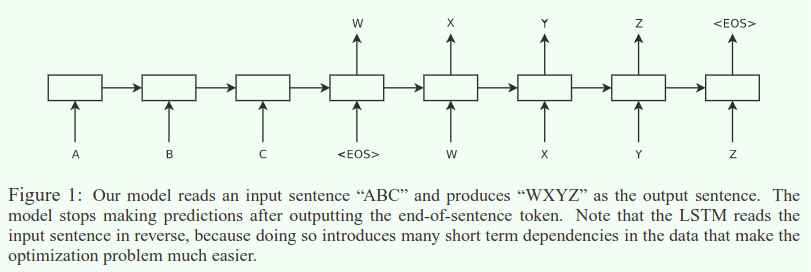 W X Y Z <EOS>
A B C <EOS> W X Y Z
Figure 1: Our model reads an input sentence “ABC” and produces “WXYZ” as the output sentence. The
model stops making predictions after outputting the end-of-sentence token. Note that the LSTM reads the
input sentence in reverse, because doing so introduces many short term dependencies in the data that make the
optimization problem much easier.